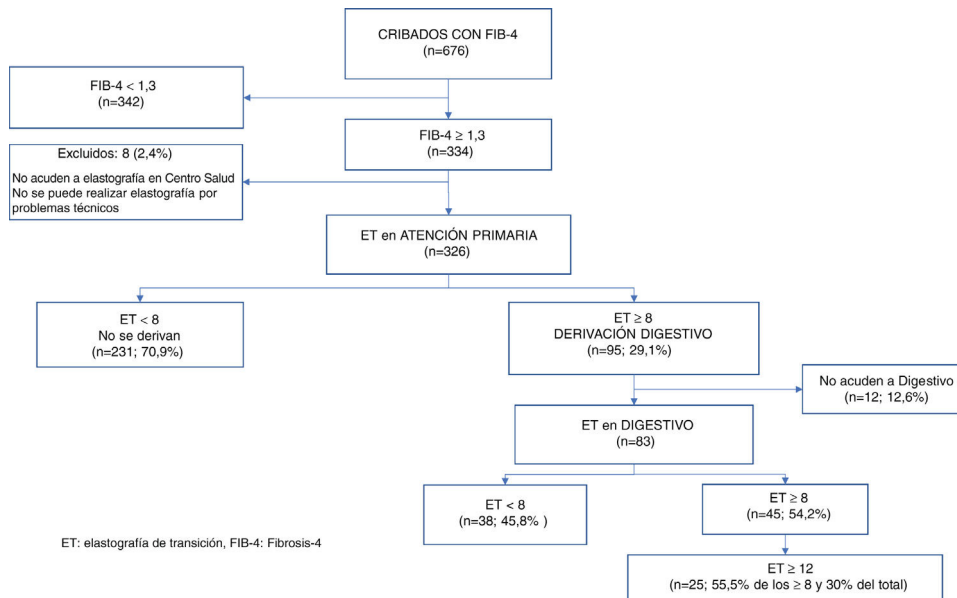 CRIBADOS CON FIB-4
(n=676)
FIB-4 < 1,3
(n=342)
FIB-4 ≥ 1,3
(n=334)
Excluidos: 8 (2,4%)
No acuden a elastografía en Centro Salud
No se puede realizar elastografía por
problemas técnicos
ET en ATENCIÓN PRIMARIA
(n=326)
ET < 8
No se derivan
(n=231; 70,9%)
ET ≥ 8
DERIVACIÓN DIGESTIVO
(n=95; 29,1%)
No acuden a Digestivo
(n=12; 12,6%)
ET en DIGESTIVO
(n=83)
ET < 8
(n=38; 45,8% )
ET ≥ 8
(n=45; 54,2%)
ET: elastografía de transición, FIB-4: Fibrosis-4
ET ≥ 12
(n=25; 55,5% de los ≥ 8 y 30% del total)